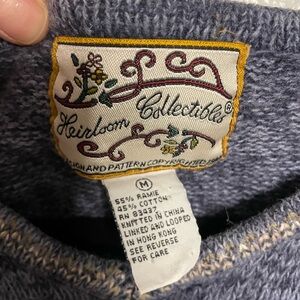 Heirloom Collectibles®
AND PATTERN COPYRIGHTED
M
55% RAMIE
45% COTTON
RN 83437
KNITTED IN CHINA
LINKED AND LOOPED
IN HONG KONG
SEE REVERSE
FOR CARE